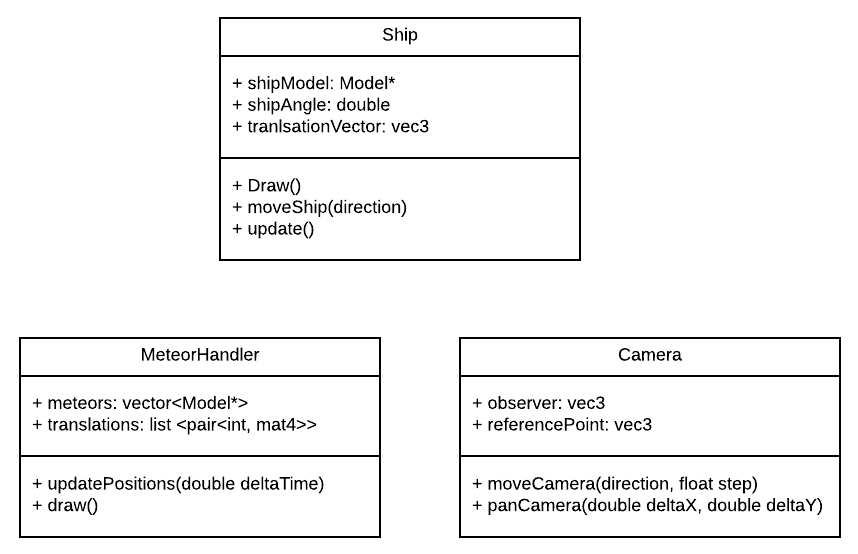 Ship
+ shipModel: Model*
+ shipAngle: double
+ tranlsationVector: vec3
+ Draw()
+ moveShip(direction)
+ update()
MeteorHandler
+ meteors: vector<Model*>
+ translations: list <pair<int, mat4>>
+ updatePositions(double deltaTime)
+ draw()
Camera
+ observer: vec3
+ referencePoint: vec3
+ moveCamera(direction, float step)
+ panCamera(double deltaX, double deltaY)